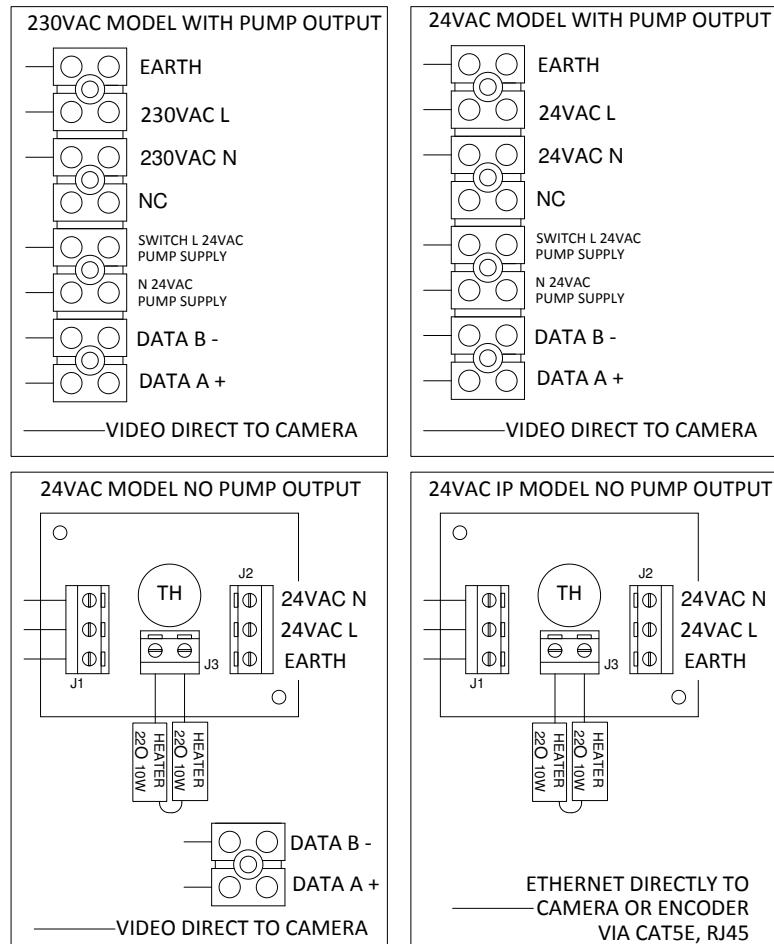 230VAC MODEL WITH PUMP OUTPUT
EARTH
230VAC L
230VAC N
NC
SWITCH L 24VAC
PUMP SUPPLY
N 24VAC
PUMP SUPPLY
DATA B -
DATA A +
VIDEO DIRECT TO CAMERA
24VAC MODEL WITH PUMP OUTPUT
EARTH
24VAC L
24VAC N
NC
SWITCH L 24VAC
PUMP SUPPLY
N 24VAC
PUMP SUPPLY
DATA B -
DATA A +
VIDEO DIRECT TO CAMERA
24VAC MODEL NO PUMP OUTPUT
J2
TH
24VAC N
24VAC L
EARTH
J3
J1
HEATER
22O 10W
HEATER
22O 10W
DATA B -
DATA A +
VIDEO DIRECT TO CAMERA
24VAC IP MODEL NO PUMP OUTPUT
J2
TH
24VAC N
24VAC L
EARTH
J3
J1
HEATER
22O 10W
HEATER
22O 10W
ETHERNET DIRECTLY TO
CAMERA OR ENCODER
VIA CAT5E, RJ45